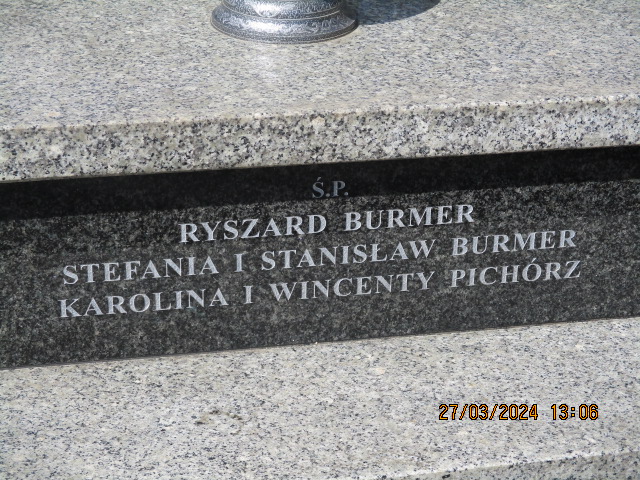 Ś.P.
RYSZARD BURMER
STEFANIA I STANISŁAW BURMER
KAROLINA I WINCENTY PICHÓRZ
27/03/2024 13:06